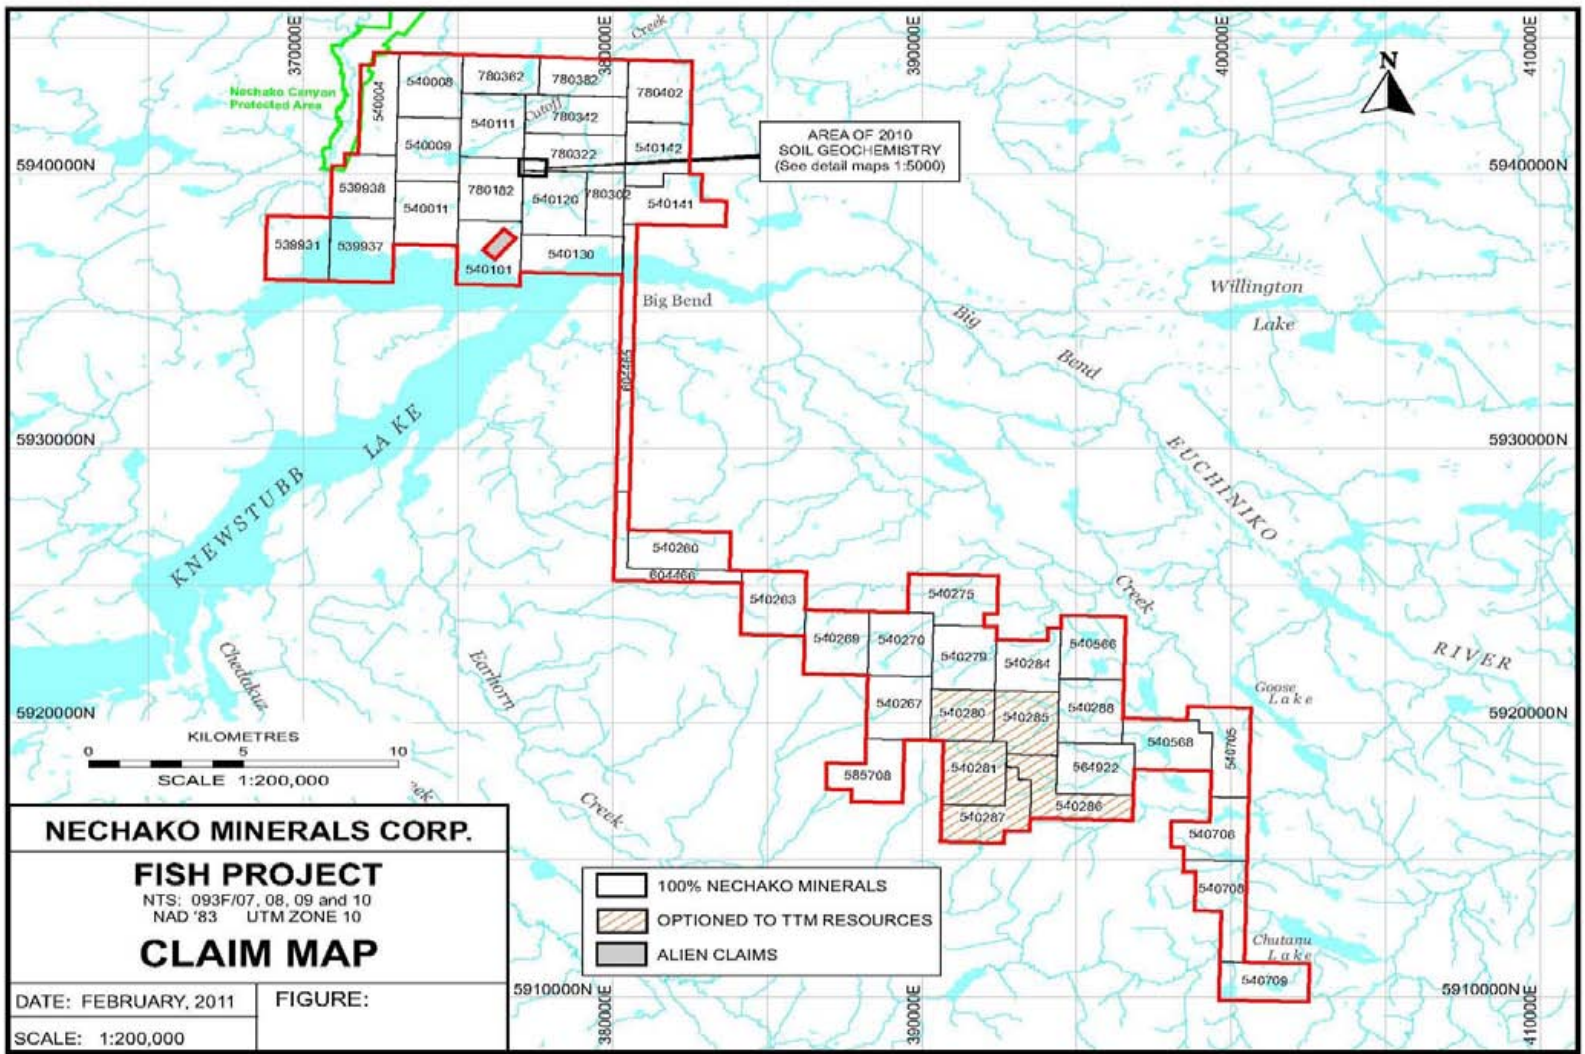 370000E
380000E
390000E
400000E
410000E
Creek
N
Nechako Canyon
Protected Area
540004
540008
780362
780382
780402
Cutoff
780342
540111
540009
780322
540142
AREA OF 2010
SOIL GEOCHEMISTRY
(See detail maps 1:5000)
5940000N
5940000N
539938
780182
540120
780302
540141
540011
539931
539937
540101
540130
Big Bend
Willington
Lake
Big
Bend
604465
5930000N
5930000N
KNEWSTUBB LAKE
EUCHINIKO
RIVER
540260
604466
540263
540275
Creek
540269
540270
540279
540284
540566
Chedakuz
Earhorn
Creek
Goose
Lake
540267
540280
540285
540288
5920000N
5920000N
540568
540705
585708
540281
564922
540286
540287
540706
540708
Chutanu
Lake
540709
KILOMETRES
0 5 10
SCALE 1:200,000
eek
NECHAKO MINERALS CORP.
FISH PROJECT
NTS: 093F/07, 08, 09 and 10
NAD '83 UTM ZONE 10
CLAIM MAP
DATE: FEBRUARY, 2011
FIGURE:
SCALE: 1:200,000
100% NECHAKO MINERALS
OPTIONED TO TTM RESOURCES
ALIEN CLAIMS
5910000N
5910000N
380000E
390000E
410000E